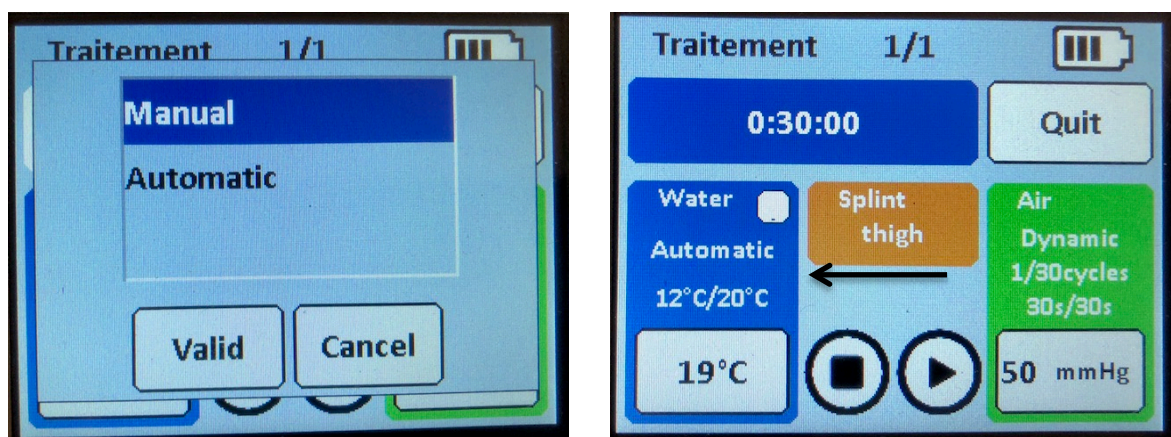 Traitement 1/1
Manual
Automatic
Valid Cancel
Traitement 1/1
0:30:00 Quit
Water
Automatic
12°C/20°C
19°C
Splint
thigh
Air
Dynamic
1/30cycles
30s/30s
50 mmHg